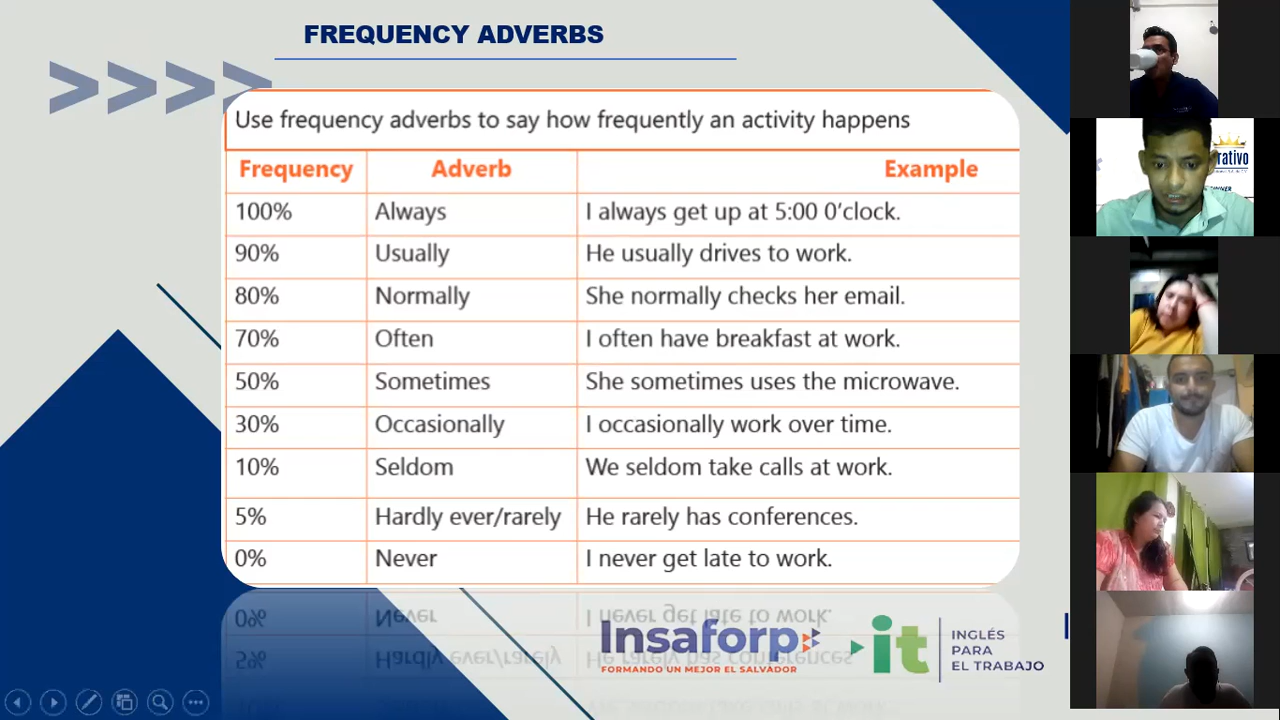 FREQUENCY ADVERBS
Use frequency adverbs to say how frequently an activity happens
Frequency Adverb Example
100% Always I always get up at 5:00 0'clock.
90% Usually He usually drives to work.
80% Normally She normally checks her email.
70% Often I often have breakfast at work.
50% Sometimes She sometimes uses the microwave.
30% Occasionally I occasionally work over time.
10% Seldom We seldom take calls at work.
5% Hardly ever/rarely He rarely has conferences.
0% Never I never get late to work.
Insaforp
FORMANDO UN MEJOR EL SALVADOR
it
INGLÉS
PARA
EL TRABAJO